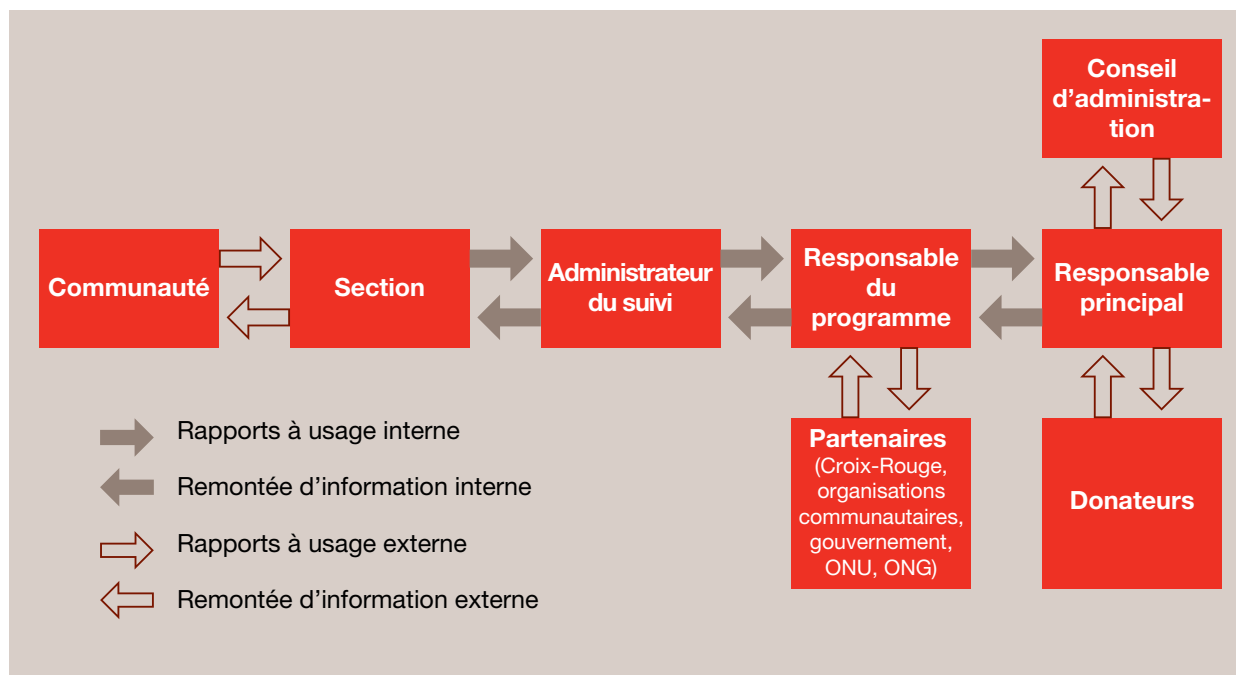 Conseil
d’administra-
tion
Communauté
Section
Administrateur
du suivi
Responsable
du
programme
Responsable
principal
Rapports à usage interne
Remontée d’information interne
Rapports à usage externe
Remontée d’information externe
Partenaires
(Croix-Rouge,
organisations
communautaires,
gouvernement,
ONU, ONG)
Donateurs